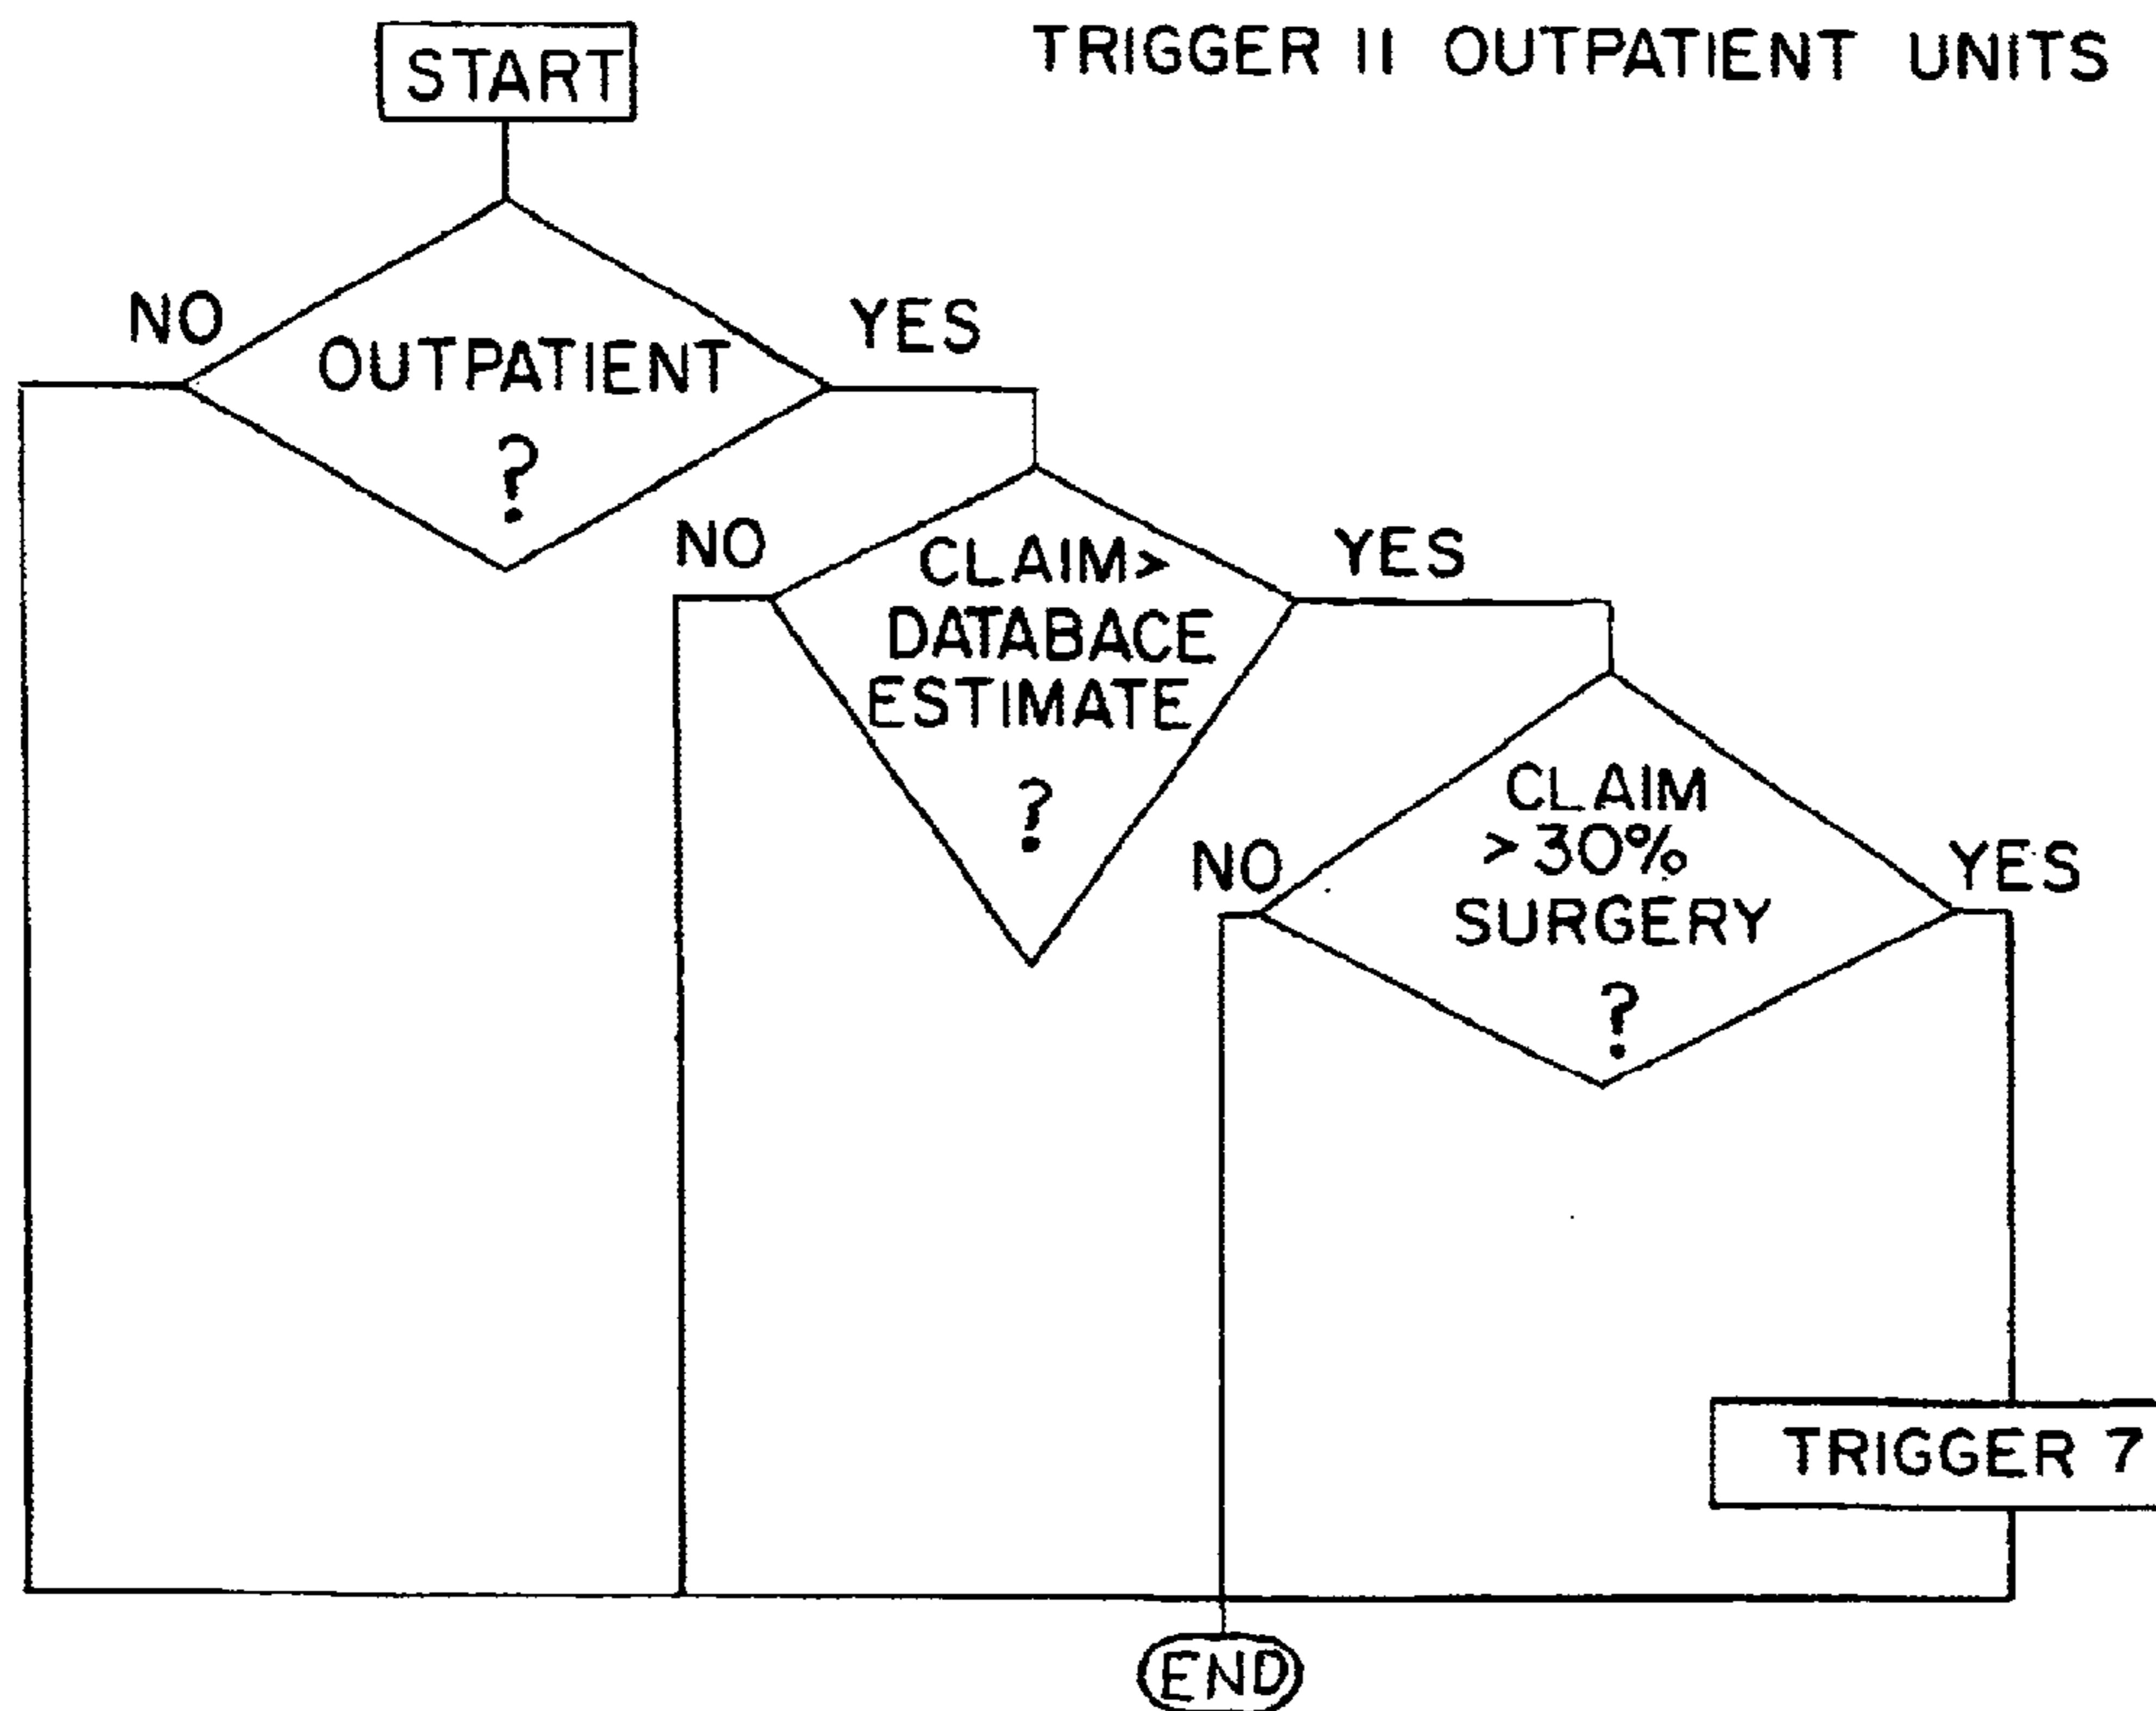 START
TRIGGER 11 OUTPATIENT UNITS
NO
OUTPATIENT
?
YES
NO
CLAIM>
DATABACE
ESTIMATE
?
YES
NO
CLAIM
>30%
SURGERY
?
YES
TRIGGER 7
END